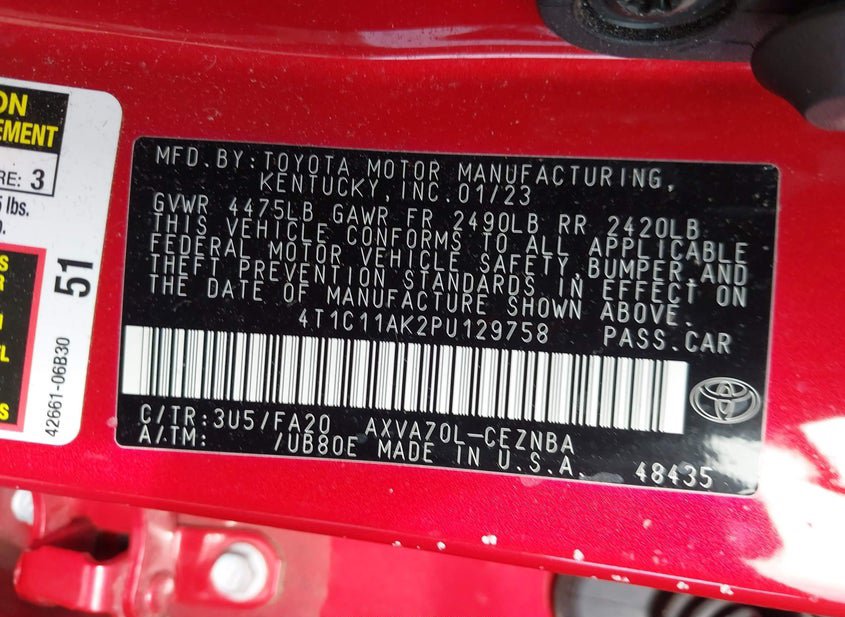 ON
EMENT
RE: 3
lbs.
51
42661-06B30
MFD.BY:TOYOTA MOTOR MANUFACTURING,
KENTUCKY,INC.01/23
GVWR 4475LB GAWR FR 2490LB RR 2420LB
THIS VEHICLE CONFORMS TO ALL APPLICABLE
FEDERAL MOTOR VEHICLE SAFETY,BUMPER,AND
THEFT PREVENTION STANDARDS IN EFFECT ON
THE DATE OF MANUFACTURE SHOWN ABOVE.
4T1C11AK2PU129758 PASS.CAR
C/TR:3U5/FA20 AXVA70L-CEZNBA
A/TM: /UB80E MADE IN U.S.A. 48435